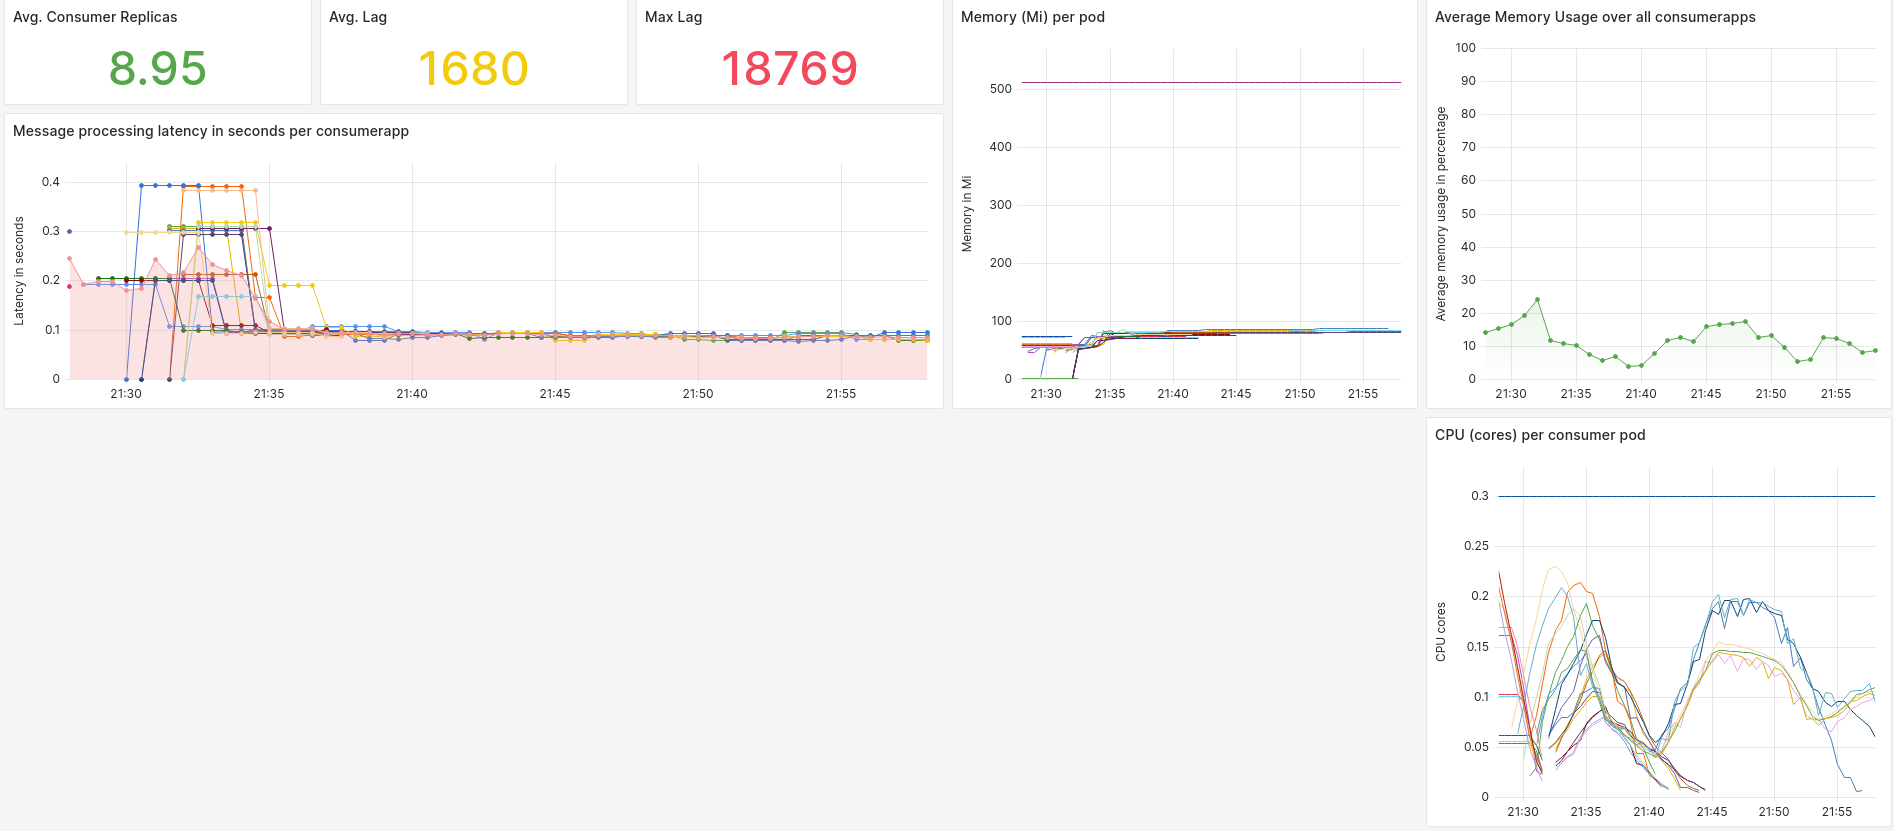 Avg. Consumer Replicas
8.95
Avg. Lag
1680
Max Lag
18769
Message processing latency in seconds per consumerapp
Latency in seconds
0.4
0.3
0.2
0.1
0
21:30 21:35 21:40 21:45 21:50 21:55
Memory (Mi) per pod
Memory in Mi
500
400
300
200
100
0
21:30 21:35 21:40 21:45 21:50 21:55
Average Memory Usage over all consumerapps
Average memory usage in percentage
100
90
80
70
60
50
40
30
20
10
0
21:30 21:35 21:40 21:45 21:50 21:55
CPU (cores) per consumer pod
CPU cores
0.3
0.25
0.2
0.15
0.1
0.05
0
21:30 21:35 21:40 21:45 21:50 21:55